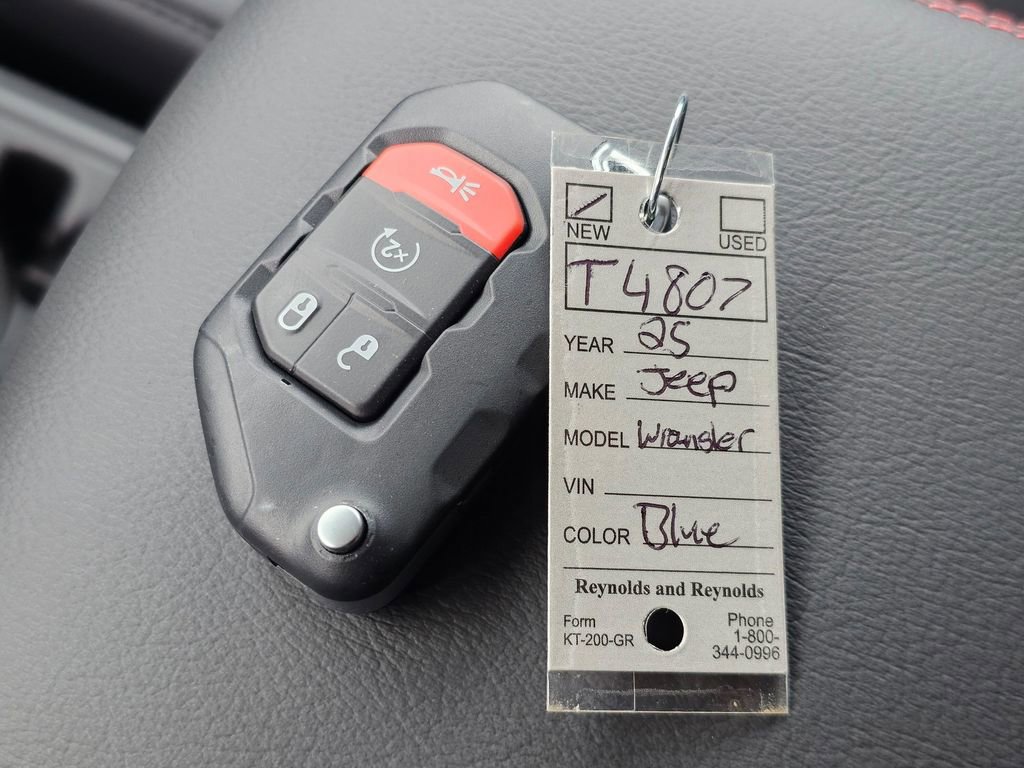 x2
NEW USED
T4807
YEAR 25
MAKE Jeep
MODEL Wrangler
VIN
COLOR Blue
Reynolds and Reynolds
Form
KT-200-GR
Phone
1-800-
344-0996